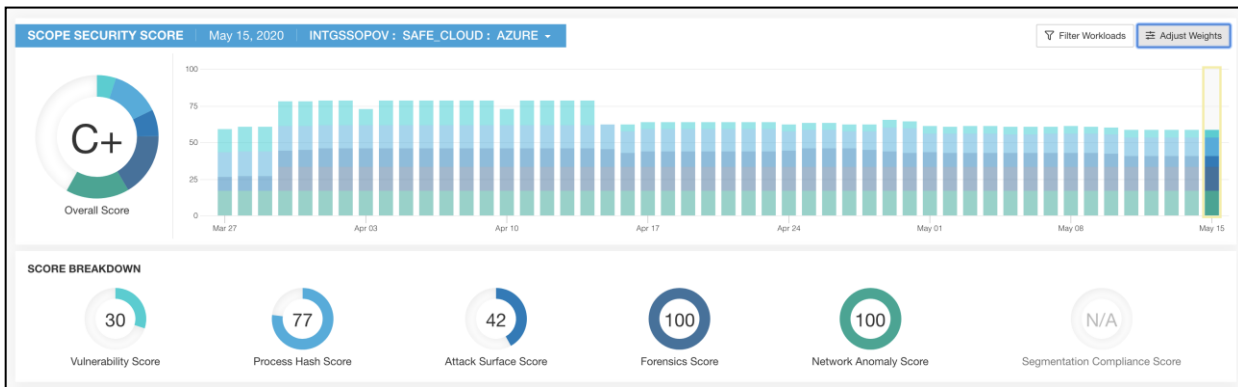 SCOPE SECURITY SCORE May 15, 2020 INTGSSOPOV : SAFE_CLOUD : AZURE
Filter Workloads Adjust Weights
100
75
50
25
0
C+
Overall Score
Mar 27 Apr 03 Apr 10 Apr 17 Apr 24 May 01 May 08 May 15
SCORE BREAKDOWN
30 77 42 100 100 N/A
Vulnerability Score Process Hash Score Attack Surface Score Forensics Score Network Anomaly Score Segmentation Compliance Score